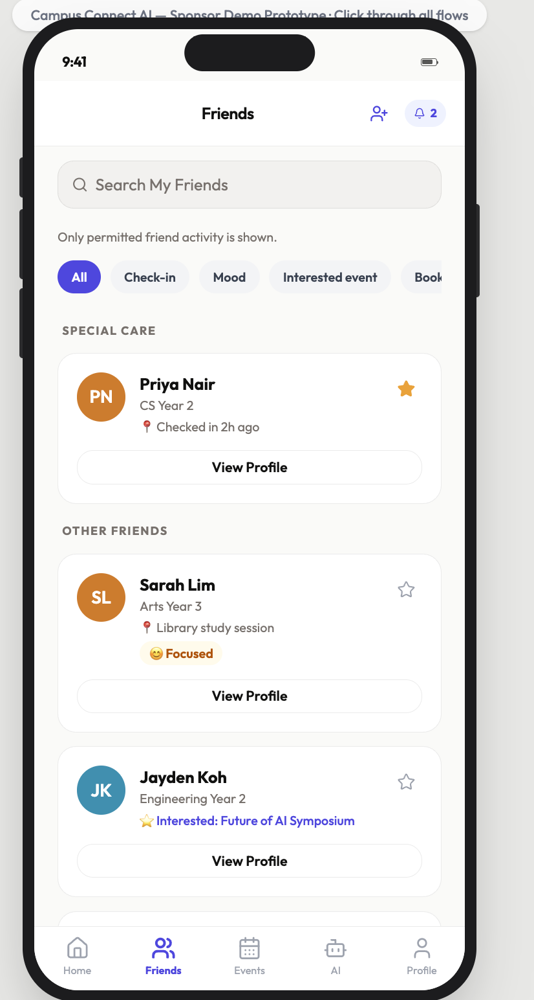 Campus Connect AI — Sponsor Demo Prototype · Click through all flows
9:41
Friends
2
Search My Friends
Only permitted friend activity is shown.
All Check-in Mood Interested event Book
SPECIAL CARE
PN
Priya Nair
CS Year 2
📍 Checked in 2h ago
View Profile
OTHER FRIENDS
SL
Sarah Lim
Arts Year 3
📍 Library study session
😊 Focused
View Profile
JK
Jayden Koh
Engineering Year 2
⭐ Interested: Future of AI Symposium
View Profile
Home Friends Events AI Profile